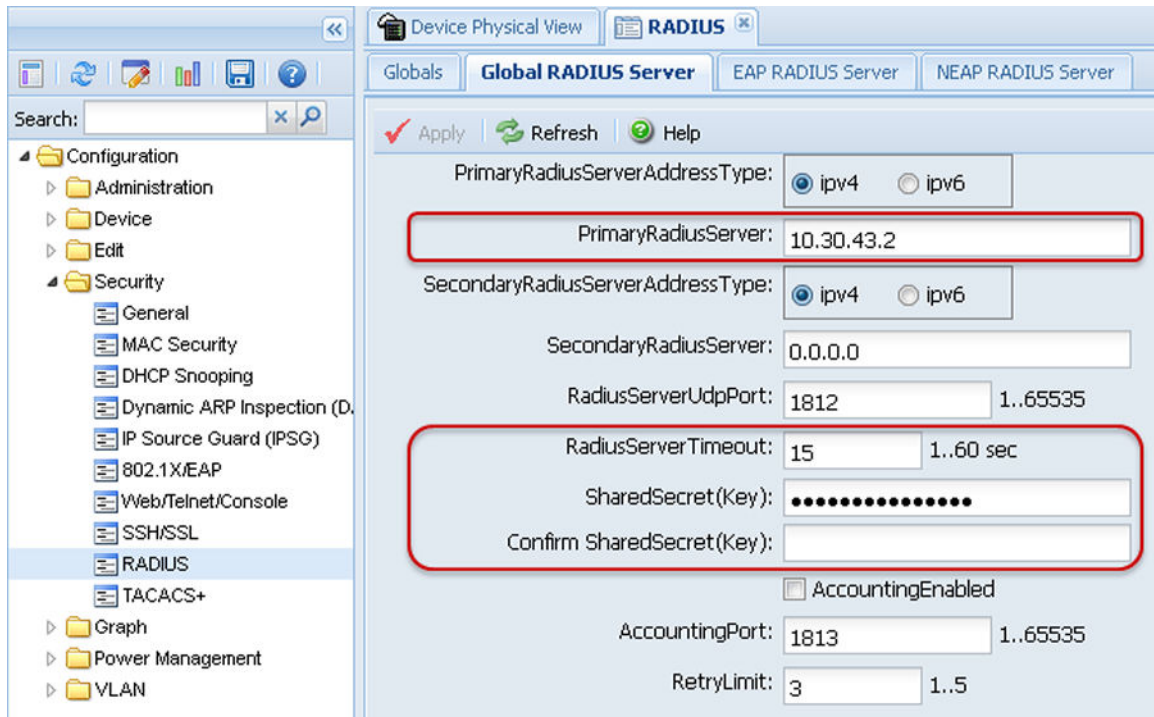 Search:
Configuration
Administration
Device
Edit
Security
General
MAC Security
DHCP Snooping
Dynamic ARP Inspection (D.
IP Source Guard (IPSG)
802.1X/EAP
Web/Telnet/Console
SSH/SSL
RADIUS
TACACS+
Graph
Power Management
VLAN
Device Physical View RADIUS
Globals Global RADIUS Server EAP RADIUS Server NEAP RADIUS Server
Apply Refresh Help
PrimaryRadiusServerAddressType: ipv4 ipv6
PrimaryRadiusServer: 10.30.43.2
SecondaryRadiusServerAddressType: ipv4 ipv6
SecondaryRadiusServer: 0.0.0.0
RadiusServerUdpPort: 1812 1..65535
RadiusServerTimeout: 15 1..60 sec
SharedSecret(Key): •••••••••••••••
Confirm SharedSecret(Key):
AccountingEnabled
AccountingPort: 1813 1..65535
RetryLimit: 3 1..5